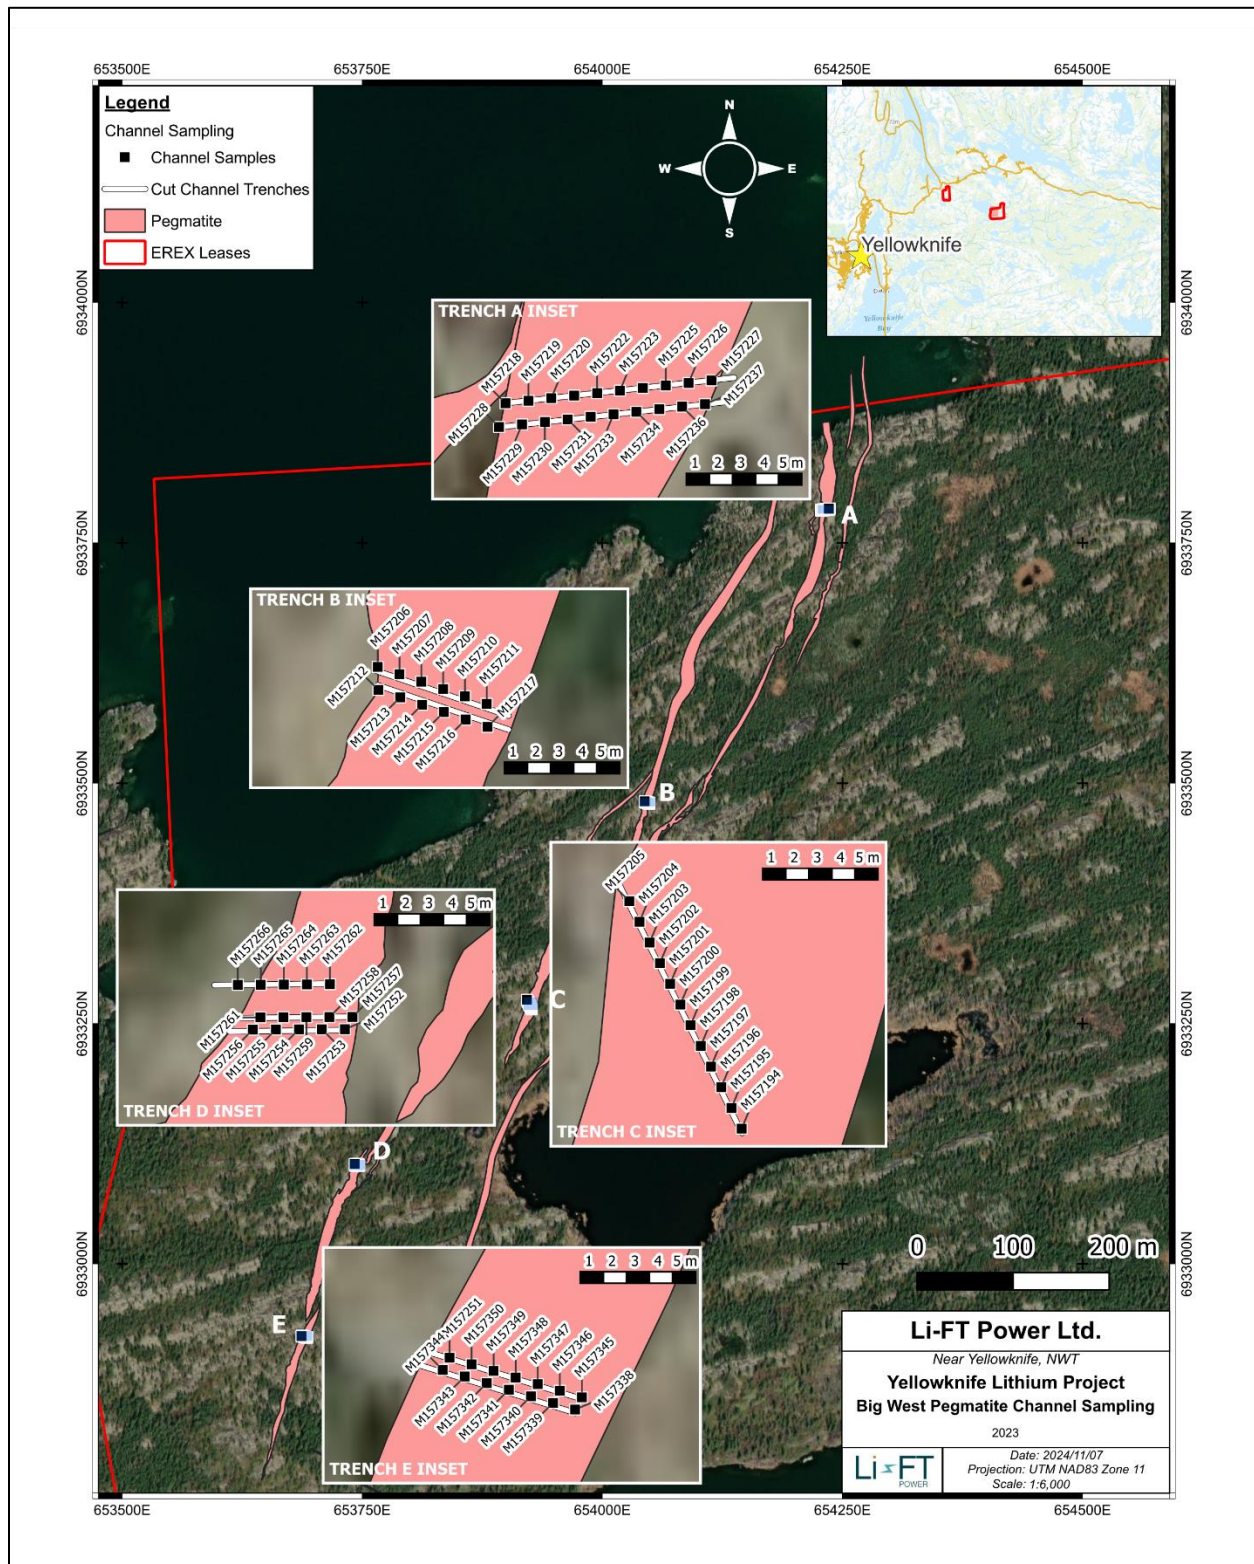 653500E
653750E
654000E
654250E
654500E
Legend
Channel Sampling
Channel Samples
Cut Channel Trenches
Pegmatite
EREX Leases
N
W
E
S
Yellowknife
Yellowknife
Bay
6934000N
6934000N
TRENCH A INSET
M157218
M157219
M157220
M157222
M157223
M157225
M157226
M157227
M157237
M157228
M157229
M157230
M157231
M157233
M157234
M157236
1 2 3 4 5 m
A
6933750N
6933750N
TRENCH B INSET
M157206
M157207
M157208
M157209
M157210
M157211
M157212
M157217
M157213
M157214
M157215
M157216
1 2 3 4 5 m
6933500N
6933500N
B
M157205
M157204
M157203
M157202
M157201
M157200
M157199
M157198
M157197
M157196
M157195
M157194
1 2 3 4 5 m
TRENCH C INSET
C
1 2 3 4 5 m
M157266
M157265
M157264
M157263
M157262
M157258
M157257
M157252
M157261
M157256
M157255
M157254
M157259
M157253
TRENCH D INSET
6933250N
6933250N
D
6933000N
6933000N
0 100 200 m
E
1 2 3 4 5 m
M157344
M157251
M157350
M157349
M157348
M157347
M157346
M157345
M157338
M157343
M157342
M157341
M157340
M157339
TRENCH E INSET
Li-FT Power Ltd.
Near Yellowknife, NWT
Yellowknife Lithium Project
Big West Pegmatite Channel Sampling
2023
Li-FT
POWER
Date: 2024/11/07
Projection: UTM NAD83 Zone 11
Scale: 1:6,000
653500E
653750E
654000E
654250E
654500E